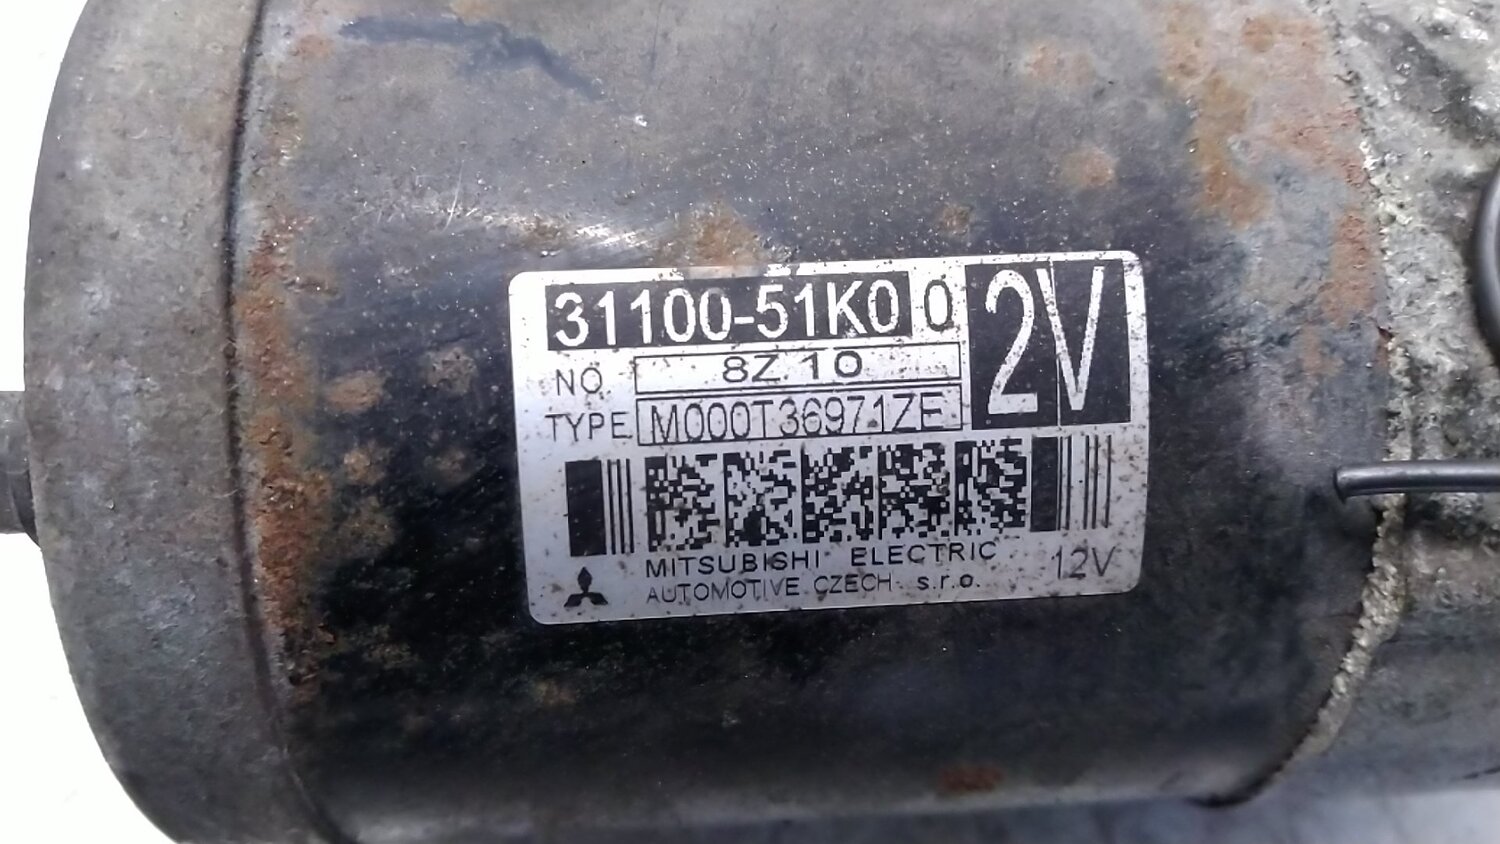 31100-51K0 0
2V
NO 8Z 10
TYPE M000T36971ZE
MITSUBISHI ELECTRIC
AUTOMOTIVE CZECH s.r.o.
12V